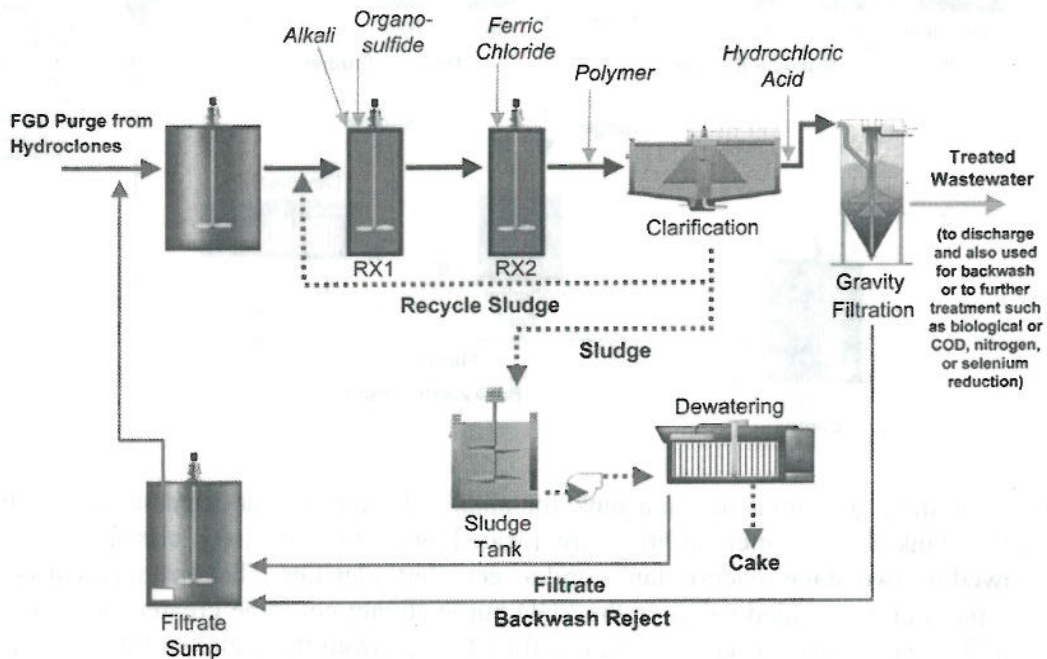 Alkali
Organo-
sulfide
Ferric
Chloride
Polymer
Hydrochloric
Acid
FGD Purge from
Hydroclones
RX1
RX2
Clarification
Gravity
Filtration
Treated
Wastewater
(to discharge
and also used
for backwash
or to further
treatment such
as biological or
COD, nitrogen,
or selenium
reduction)
Recycle Sludge
Sludge
Sludge
Tank
Dewatering
Cake
Filtrate
Backwash Reject
Filtrate
Sump